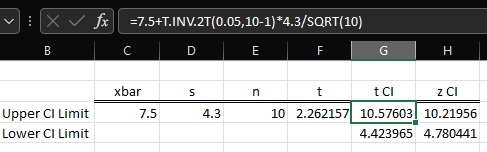 fx =7.5+T.INV.2T(0.05,10-1)*4.3/SQRT(10)
B C D E F G H
xbar s n t t CI z CI
Upper CI Limit 7.5 4.3 10 2.262157 10.57603 10.21956
Lower CI Limit 4.423965 4.780441